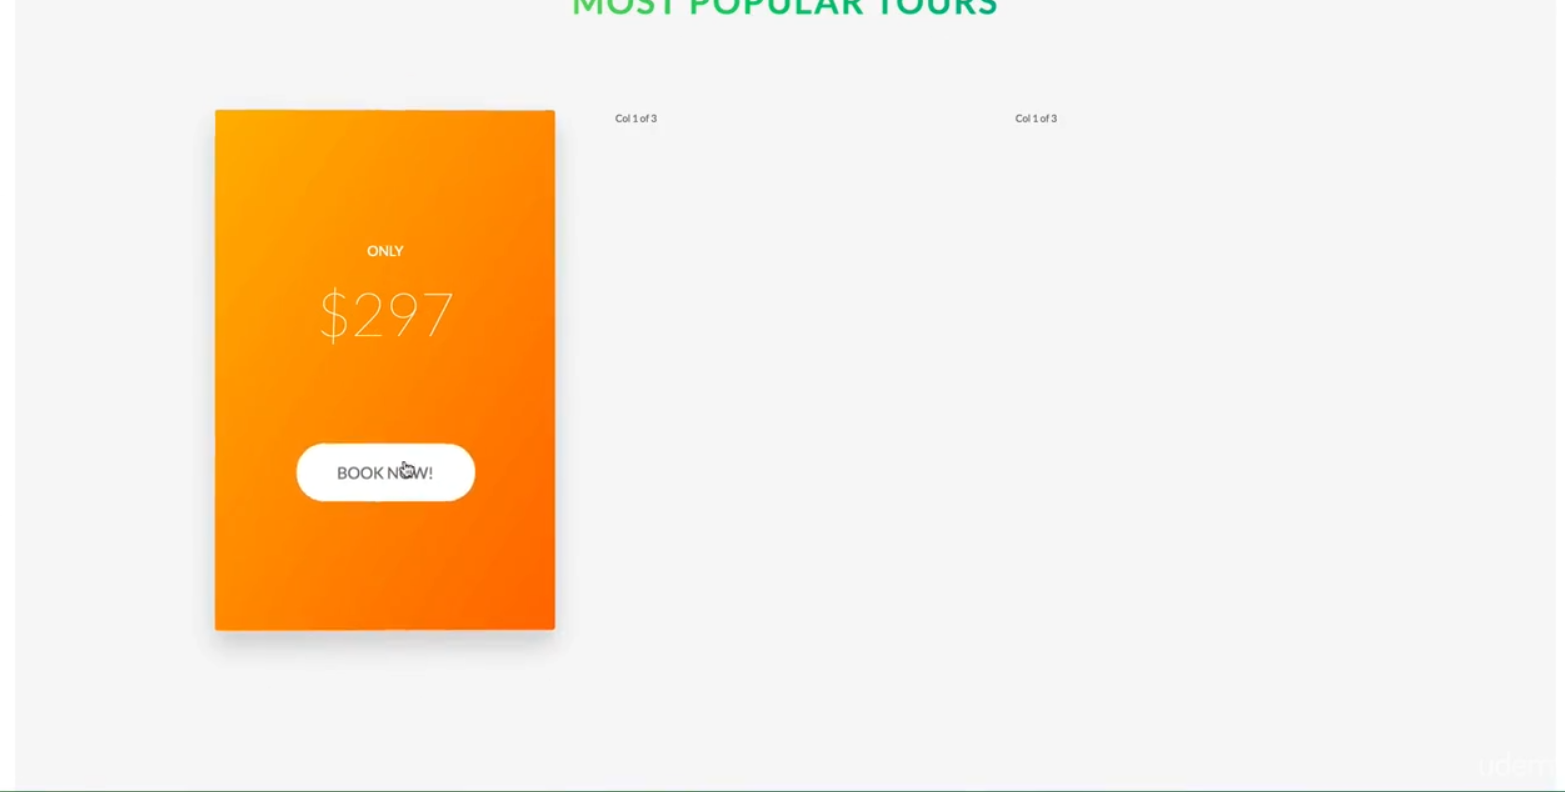 MOST POPULAR TOURS
Col 1 of 3
Col 1 of 3
ONLY
$297
BOOK NOW!